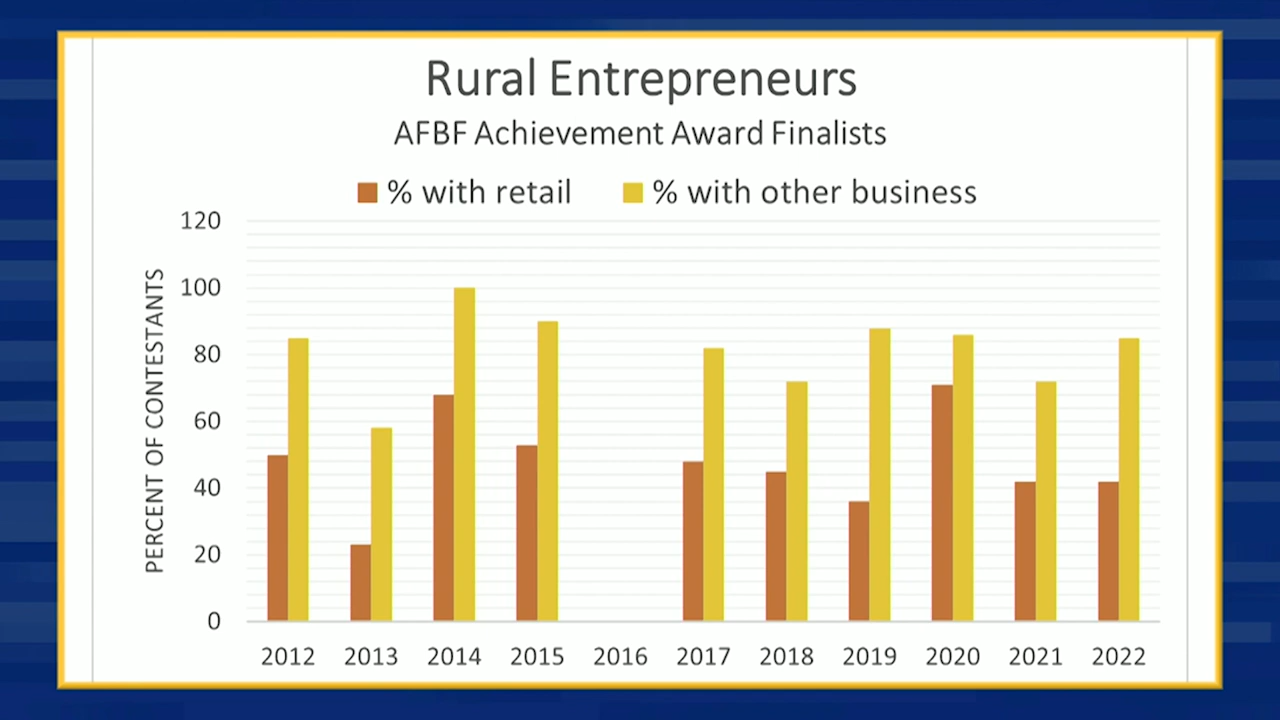 Rural Entrepreneurs
AFBF Achievement Award Finalists
% with retail % with other business
120
100
80
60
40
20
0
PERCENT OF CONTESTANTS
2012 2013 2014 2015 2016 2017 2018 2019 2020 2021 2022